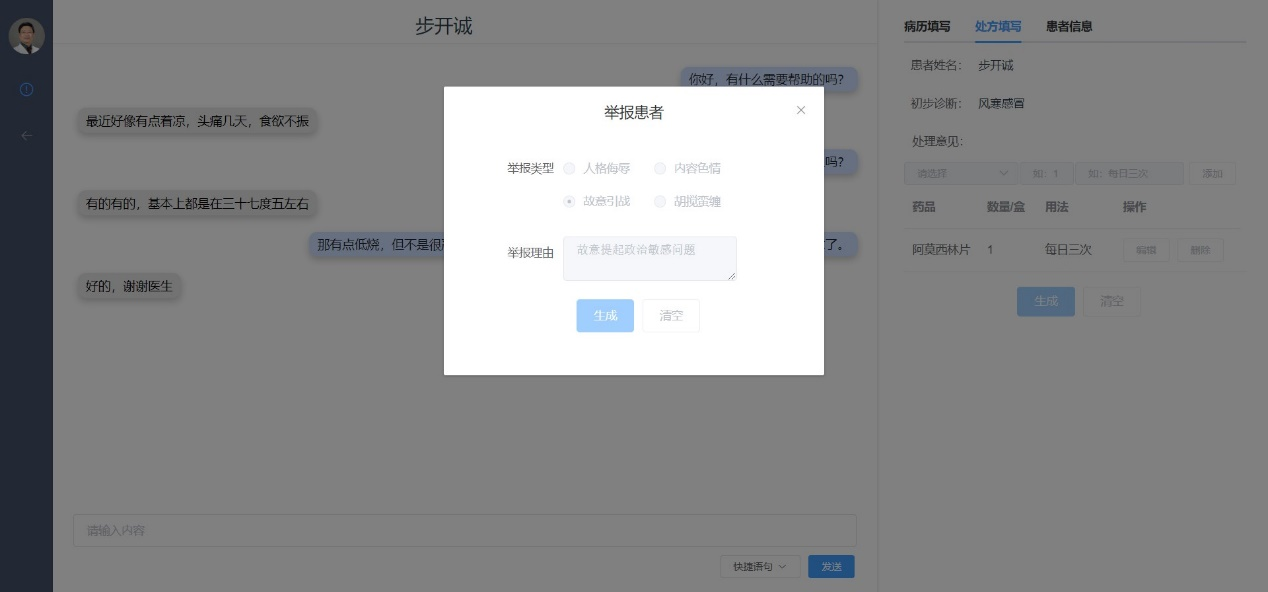 步开诚
你好，有什么需要帮助的吗？
最近好像有点着凉，头痛几天，食欲不振
吗？
有的有的，基本上都是在三十七度五左右
那有点低烧，但不是很
了。
好的，谢谢医生
请输入内容
快捷语句
发送
举报患者
举报类型
人格侮辱
内容色情
故意引战
胡搅蛮缠
举报理由
故意提起政治敏感问题
生成
清空
病历填写 处方填写 患者信息
患者姓名： 步开诚
初步诊断： 风寒感冒
处理意见：
请选择 如：1 如：每日三次 添加
药品 数量/盒 用法 操作
阿莫西林片 1 每日三次 编辑 删除
生成 清空